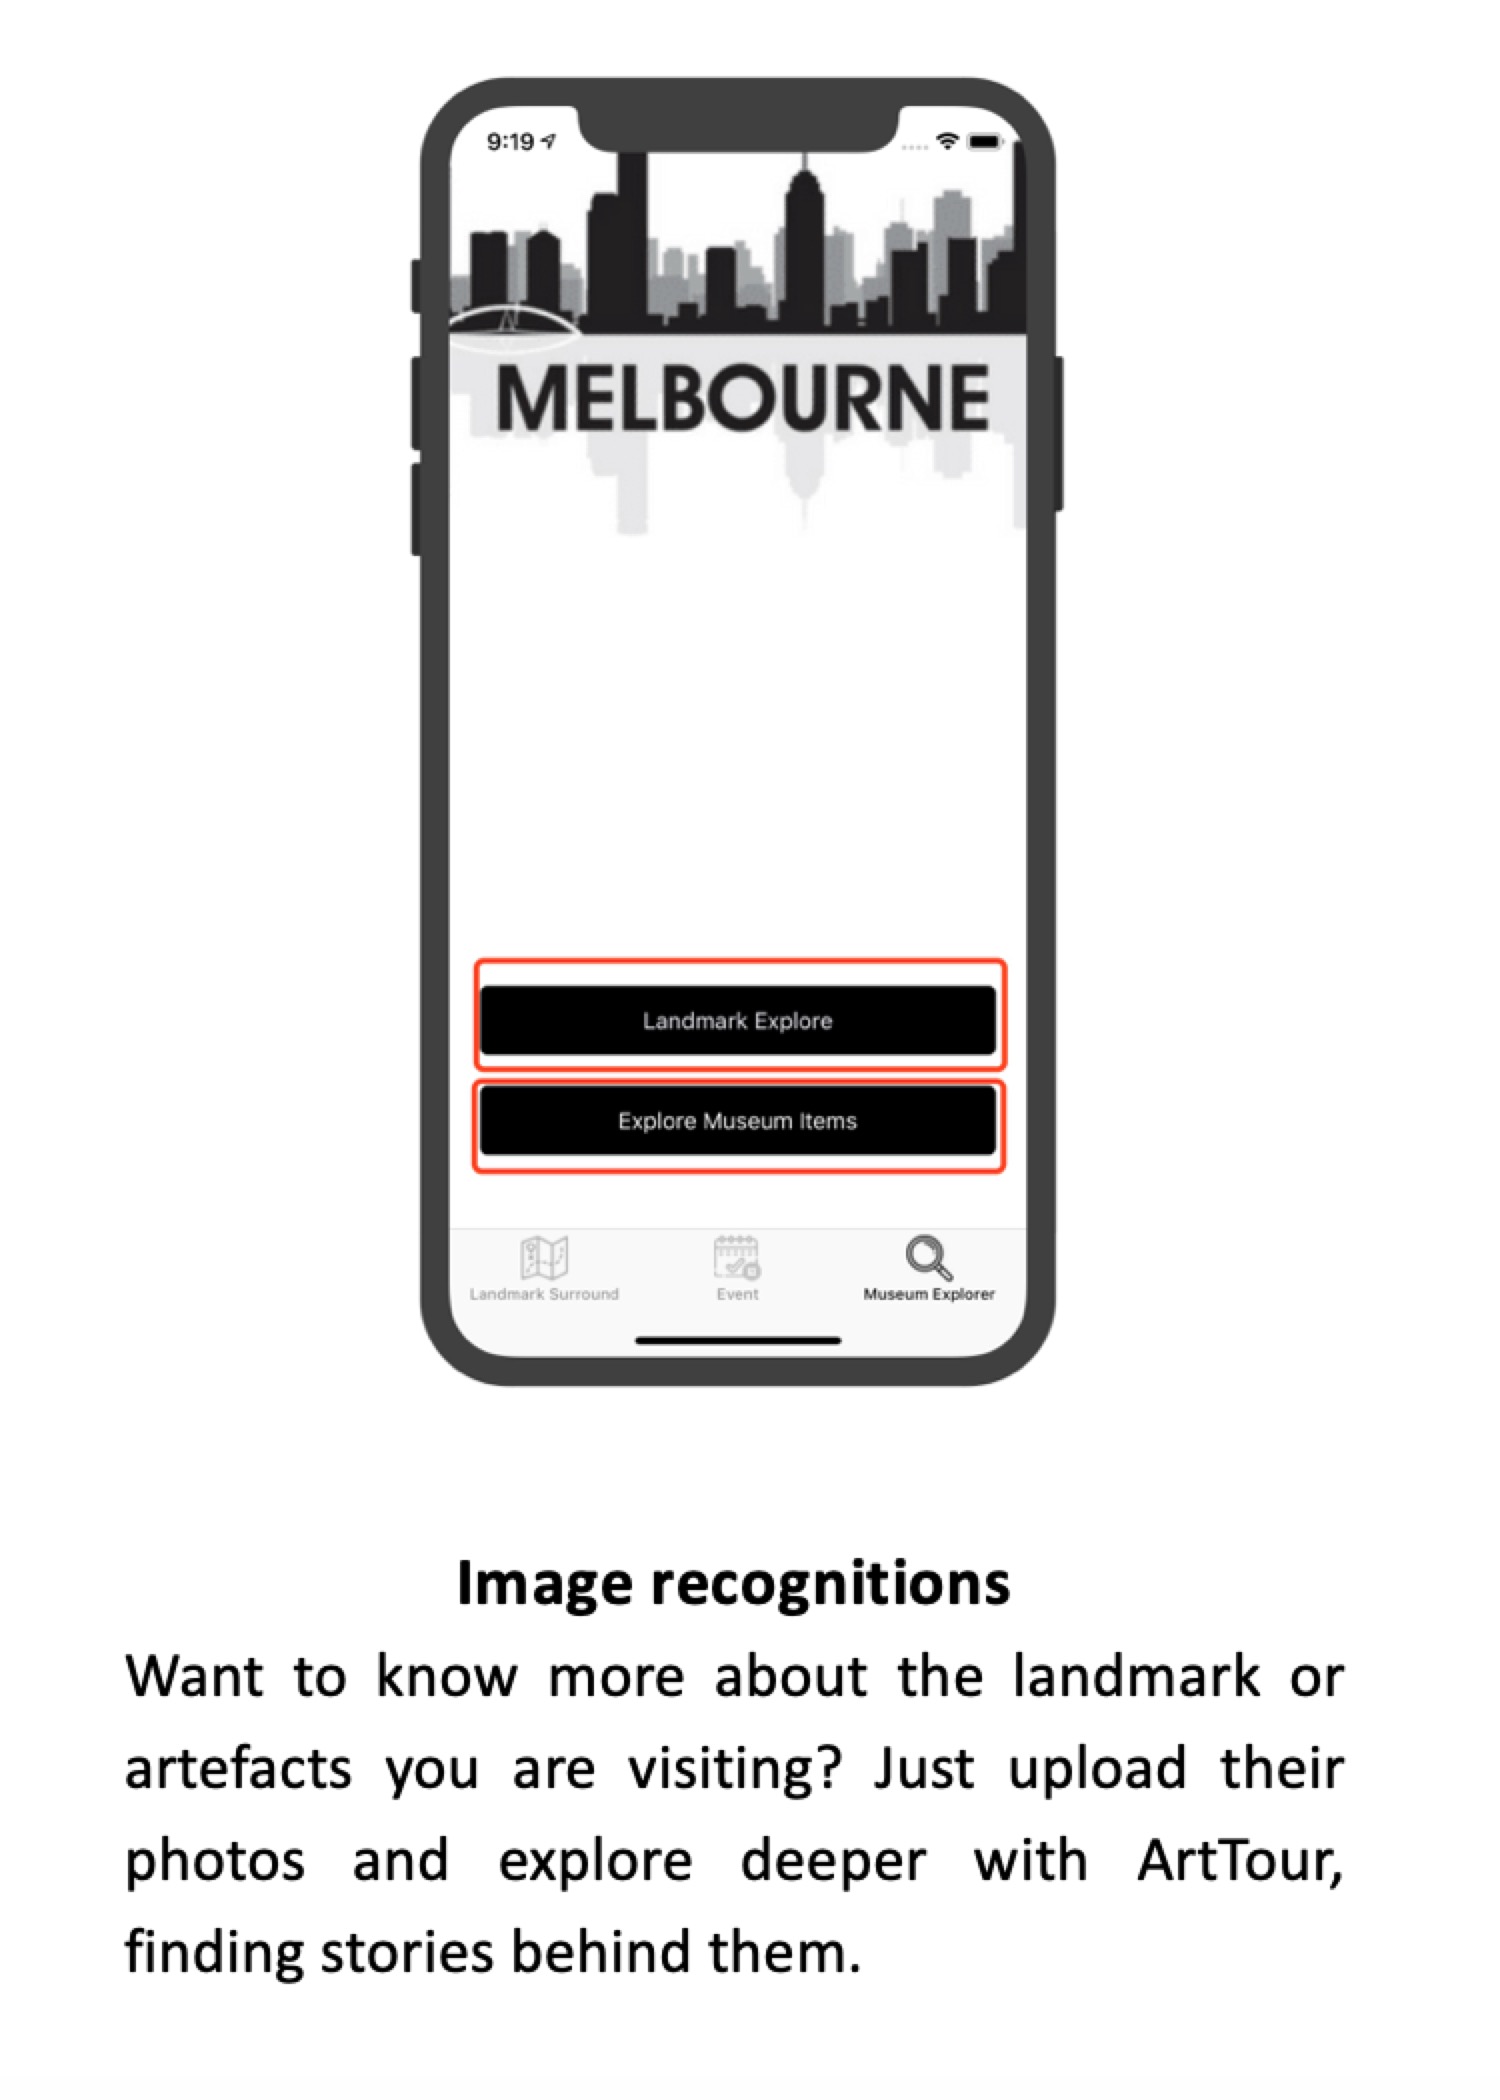 9:19
MELBOURNE
Landmark Explore
Explore Museum Items
Landmark Surround
Event
Museum Explorer
Image recognitions
Want to know more about the landmark or
artefacts you are visiting? Just upload their
photos and explore deeper with ArtTour,
finding stories behind them.